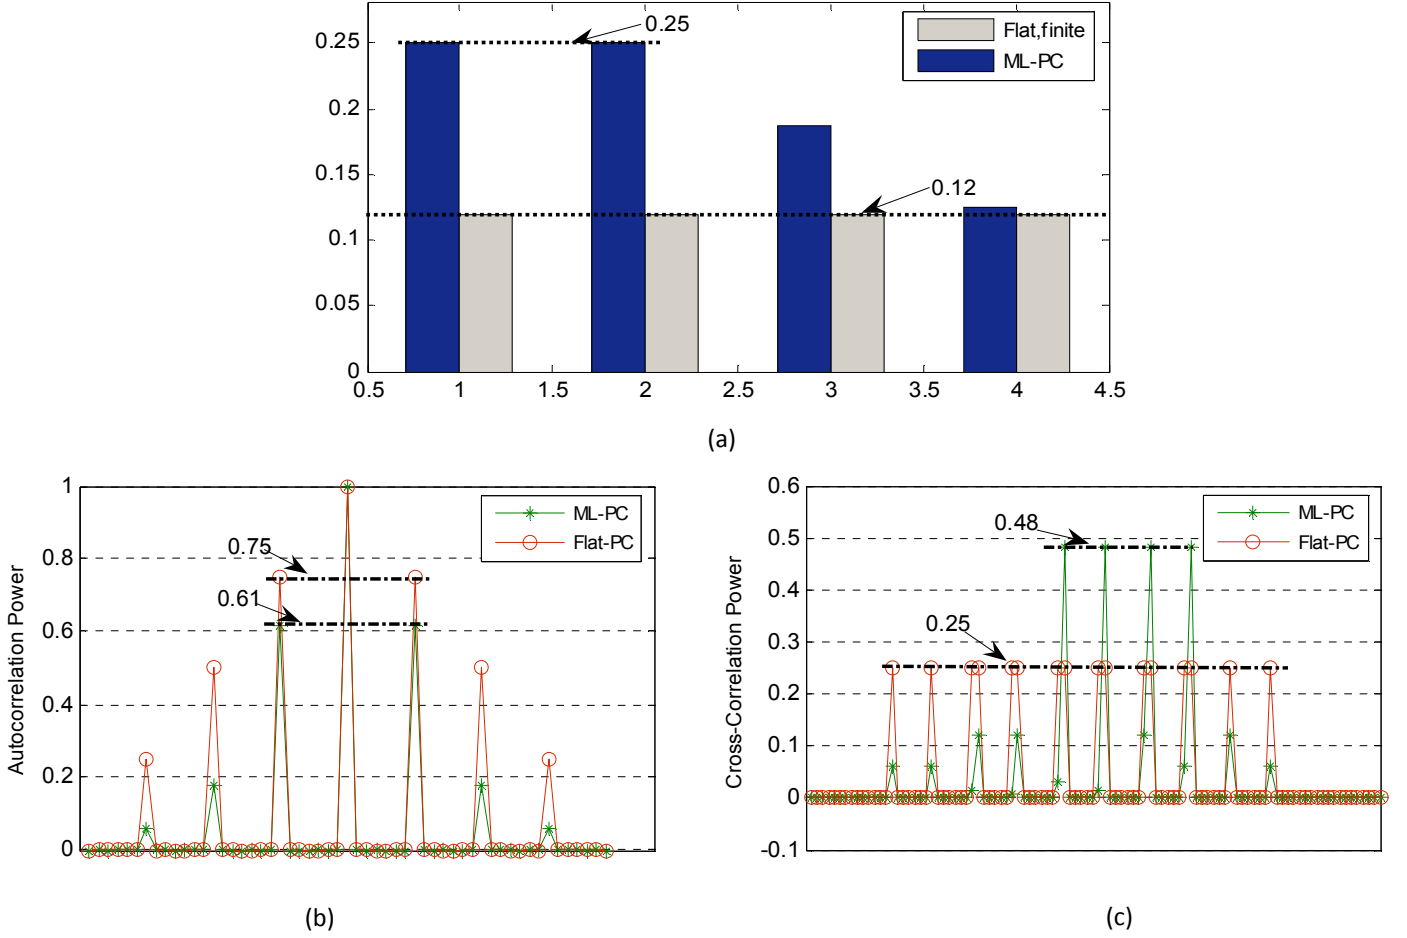 0.25
0.2
0.15
0.1
0.05
0
0.5 1 1.5 2 2.5 3 3.5 4 4.5
0.25
0.12
Flat,finite
ML-PC
(a)
Autocorrelation Power
1
0.8
0.6
0.4
0.2
0
0.75
0.61
ML-PC
Flat-PC
(b)
Cross-Correlation Power
0.6
0.5
0.4
0.3
0.2
0.1
0
-0.1
0.48
0.25
ML-PC
Flat-PC
(c)